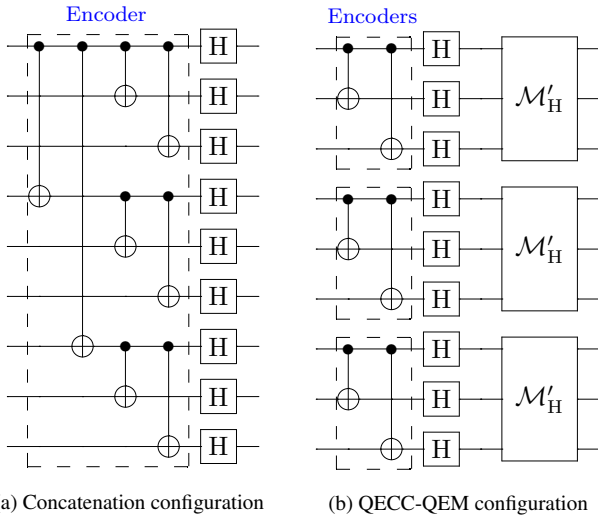 Encoder
H
H
H
H
H
H
H
H
H
a) Concatenation configuration
Encoders
H
H
H
H
H
H
H
H
H
M′H
M′H
M′H
(b) QECC-QEM configuration